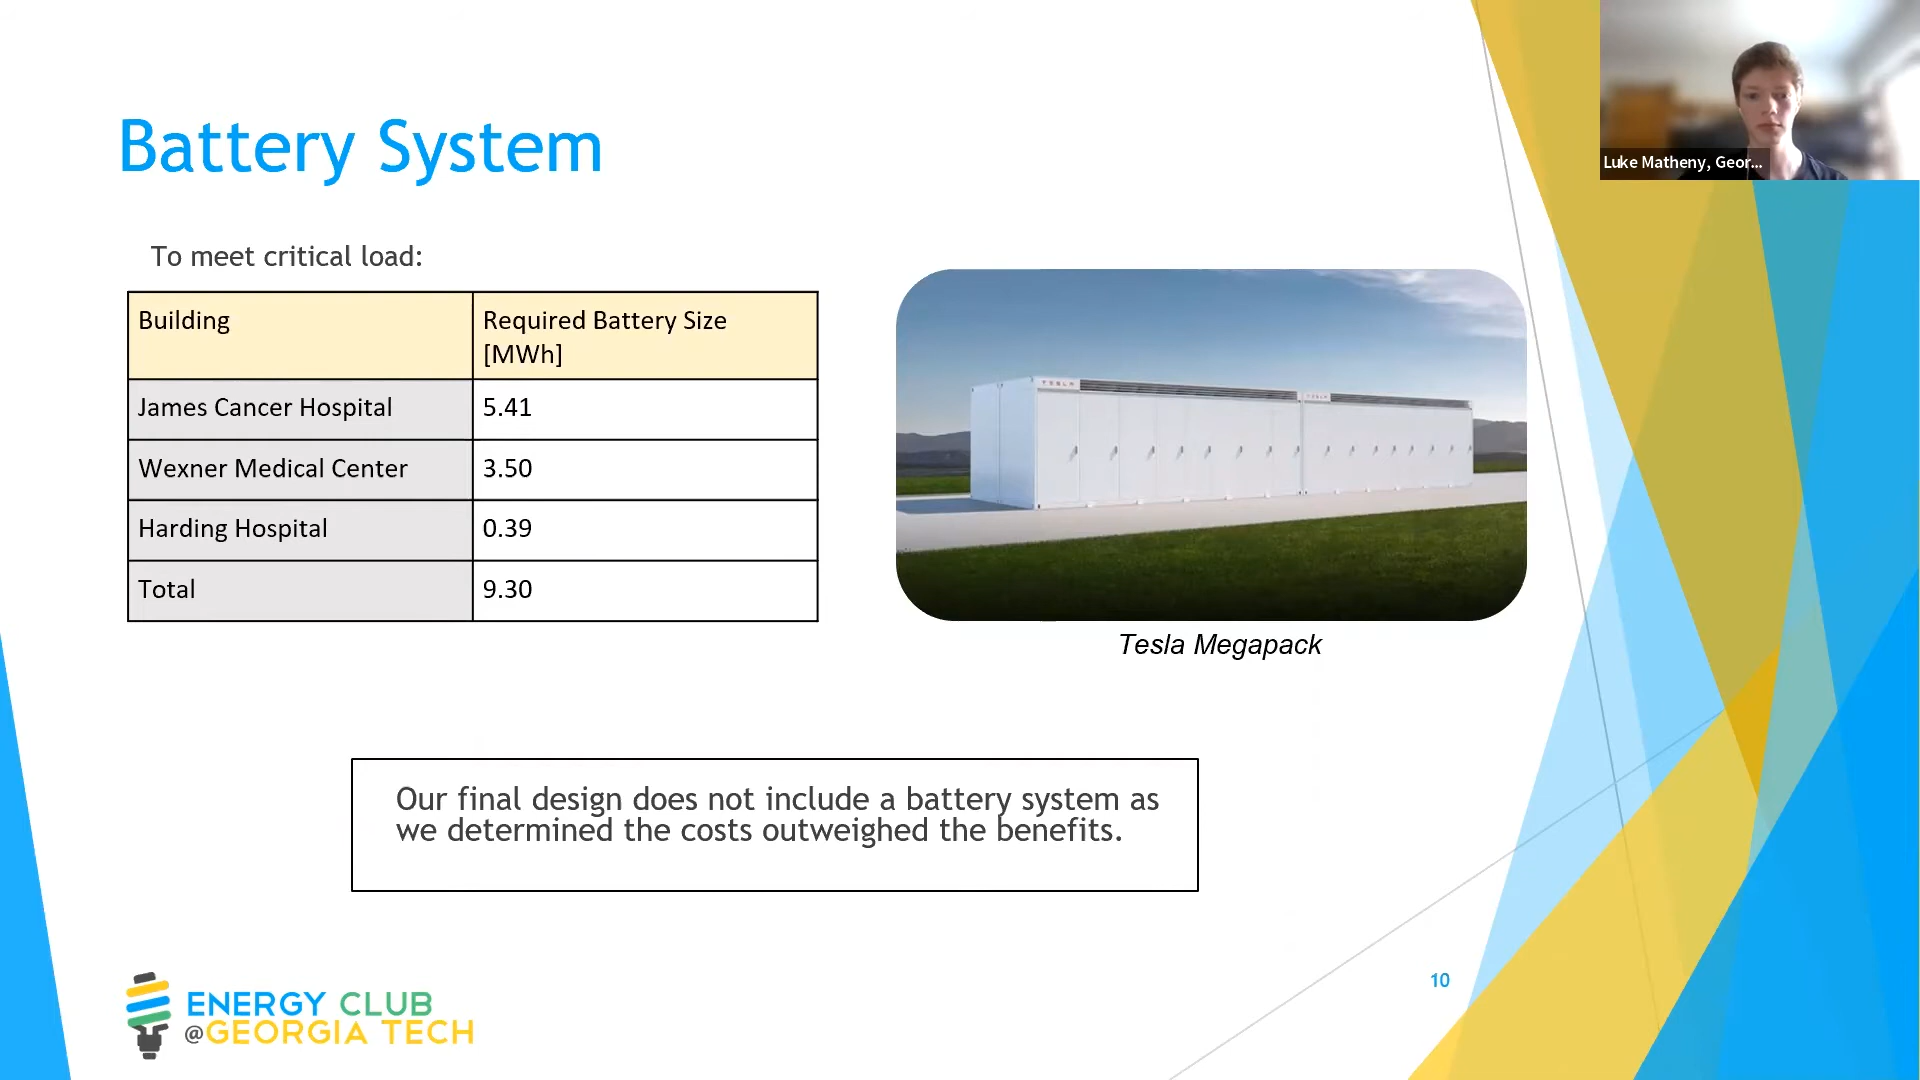 Battery System
To meet critical load:
Building
Required Battery Size
[MWh]
James Cancer Hospital
5.41
Wexner Medical Center
3.50
Harding Hospital
0.39
Total
9.30
TESLA
TESLA
Tesla Megapack
Our final design does not include a battery system as
we determined the costs outweighed the benefits.
ENERGY CLUB
@GEORGIA TECH
10
Luke Matheny, Geor...